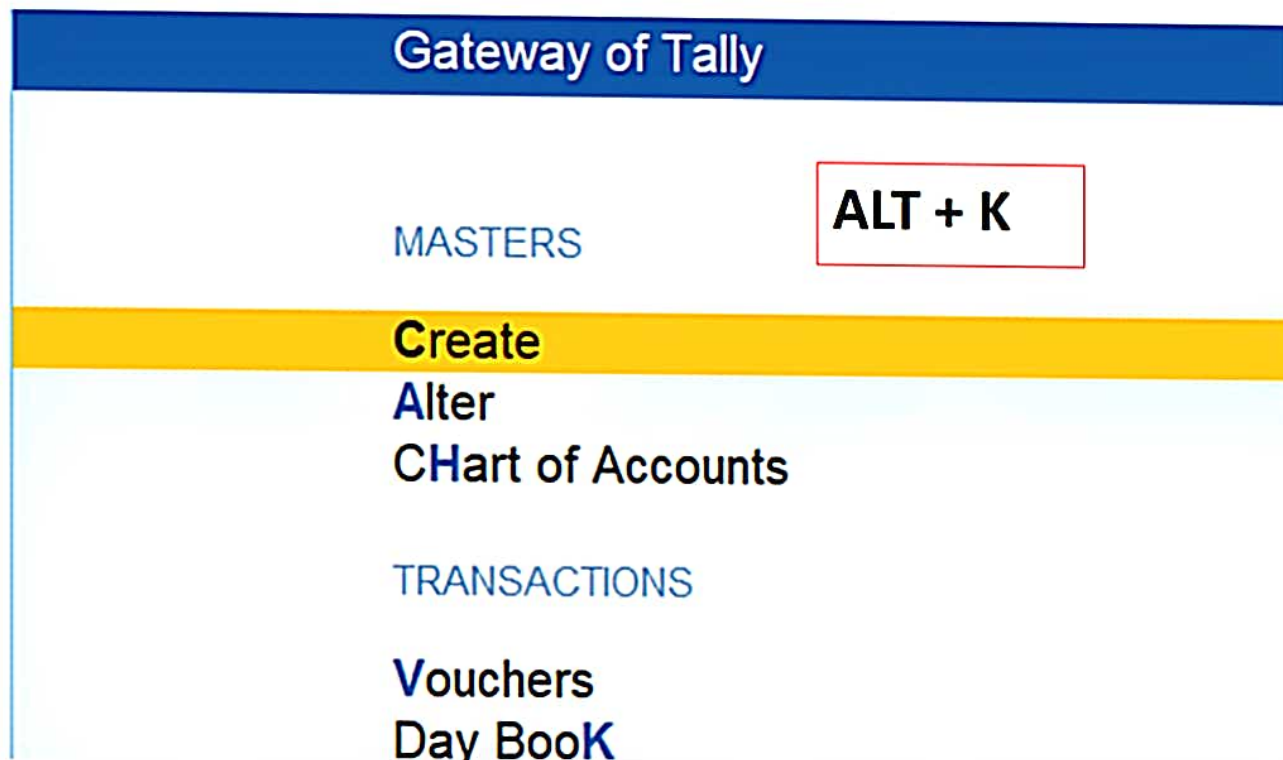 Gateway of Tally
ALT + K
MASTERS
Create
Alter
CHart of Accounts
TRANSACTIONS
Vouchers
Day BooK